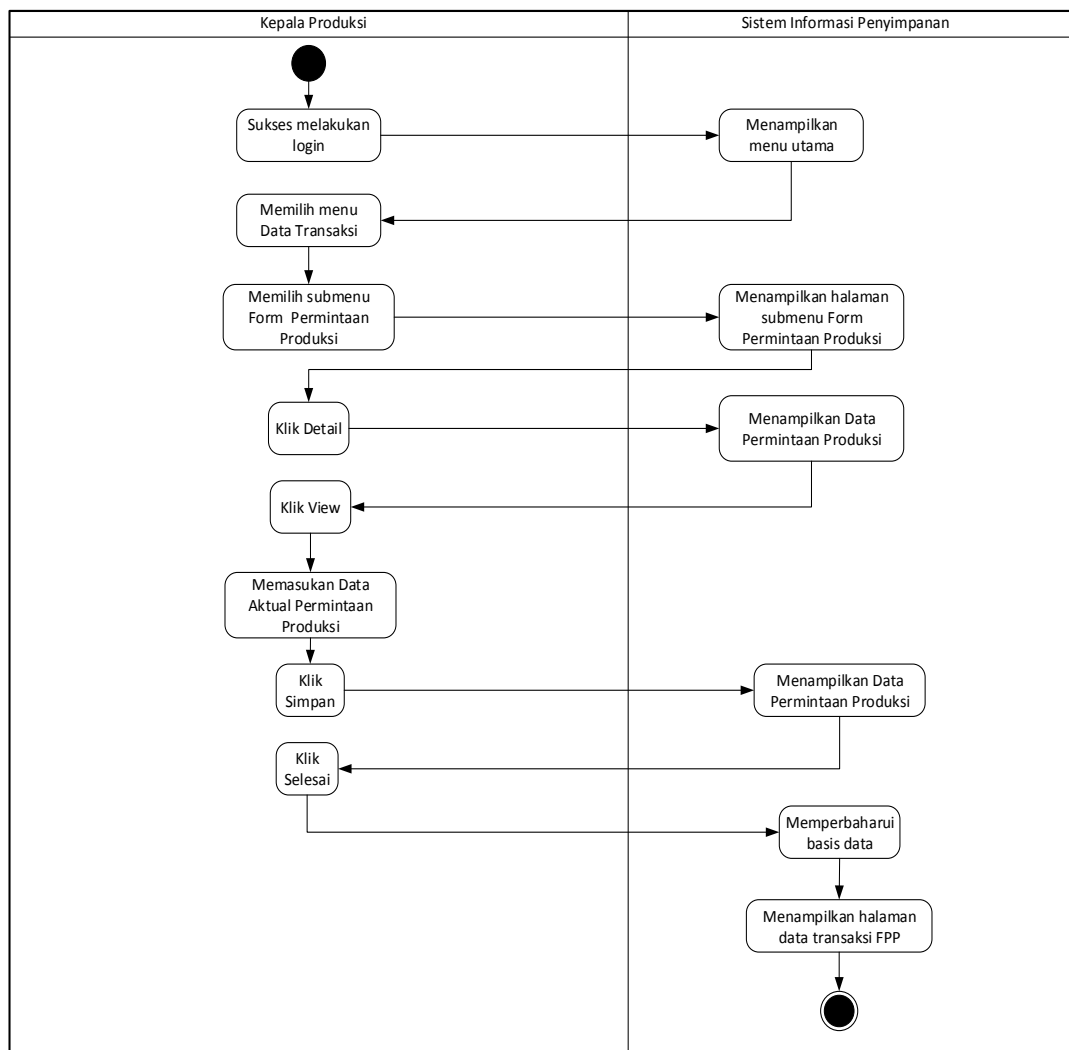 Kepala Produksi
Sistem Informasi Penyimpanan
Sukses melakukan
login
Menampilkan
menu utama
Memilih menu
Data Transaksi
Memilih submenu
Form Permintaan
Produksi
Menampilkan halaman
submenu Form
Permintaan Produksi
Klik Detail
Menampilkan Data
Permintaan Produksi
Klik View
Memasukan Data
Aktual Permintaan
Produksi
Klik
Simpan
Menampilkan Data
Permintaan Produksi
Klik
Selesai
Memperbaharui
basis data
Menampilkan halaman
data transaksi FPP